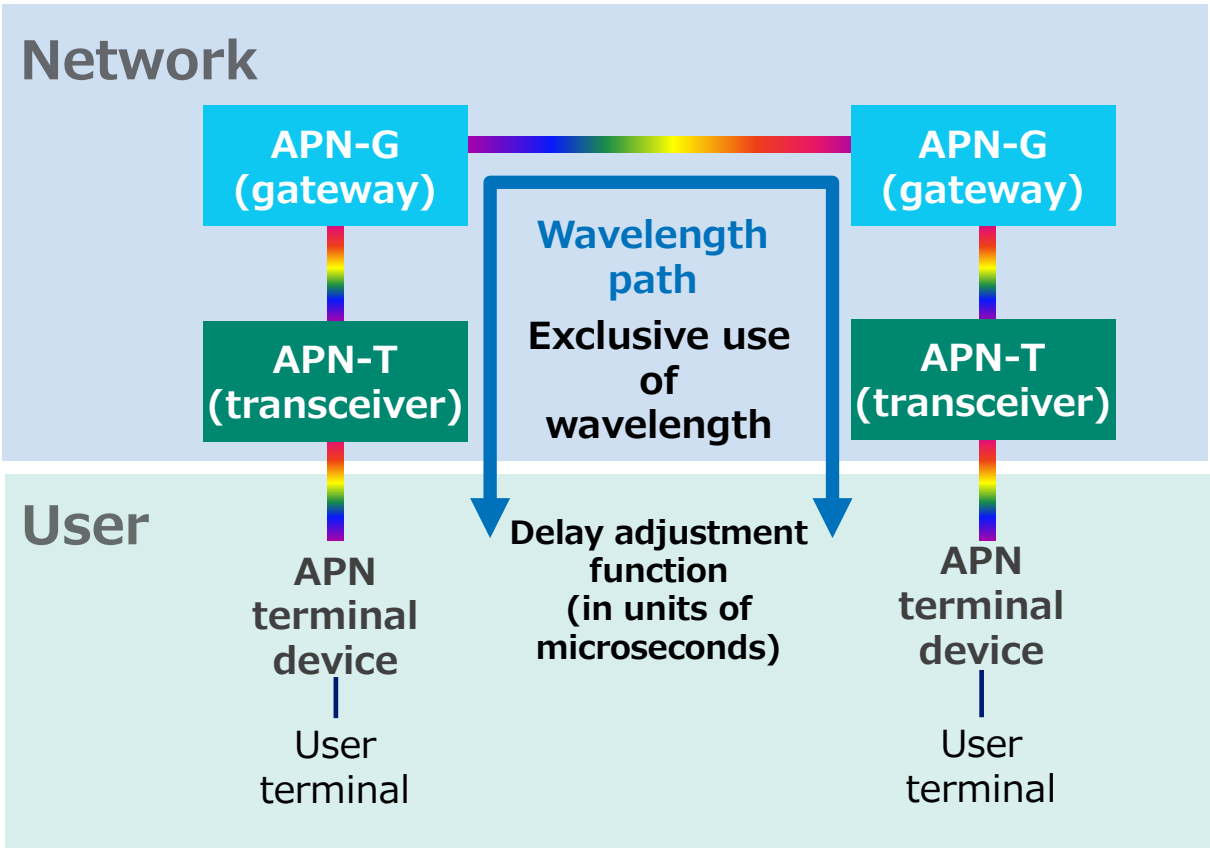 Network
APN-G
(gateway)
APN-G
(gateway)
Wavelength
path
Exclusive use
of
wavelength
APN-T
(transceiver)
APN-T
(transceiver)
User
Delay adjustment
function
(in units of
microseconds)
APN
terminal
device
APN
terminal
device
User
terminal
User
terminal